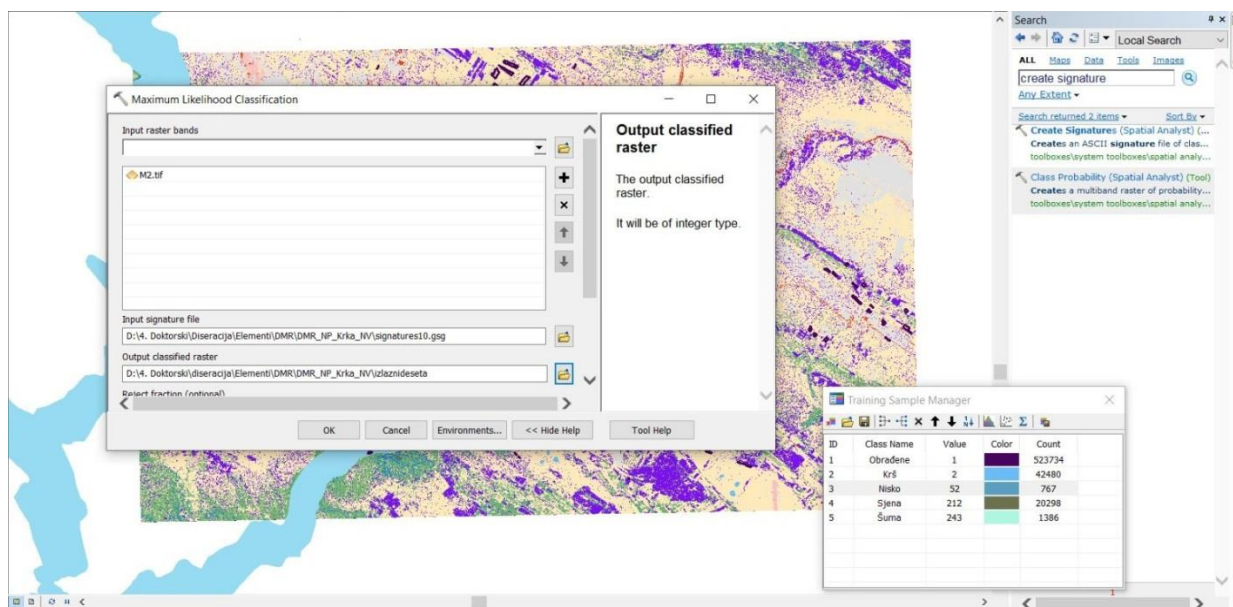 Maximum Likelihood Classification
Input raster bands
M2.tif
Input signature file
D:\4. Doktorski\Diseracija\Elementi\DMR\DMR_NP_Krka_NV\signatures10.gsg
Output classified raster
D:\4. Doktorski\diseracija\Elementi\DMR\DMR_NP_Krka_NV\izlaznideseta
Reject fraction (optional)
OK Cancel Environments... << Hide Help Tool Help
Output classified
raster
The output classified
raster.
It will be of integer type.
Search
Local Search
ALL Maps Data Tools Images
create signature
Any Extent
Search returned 2 items Sort By
Create Signatures (Spatial Analyst) (...
Creates an ASCII signature file of clas...
toolboxes\system toolboxes\spatial analy...
Class Probability (Spatial Analyst) (Tool)
Creates a multiband raster of probability...
toolboxes\system toolboxes\spatial analy...
Training Sample Manager
ID Class Name Value Color Count
1 Obrađene 1 523734
2 Krš 2 42480
3 Nisko 52 767
4 Sjena 212 20298
5 Šuma 243 1386
1